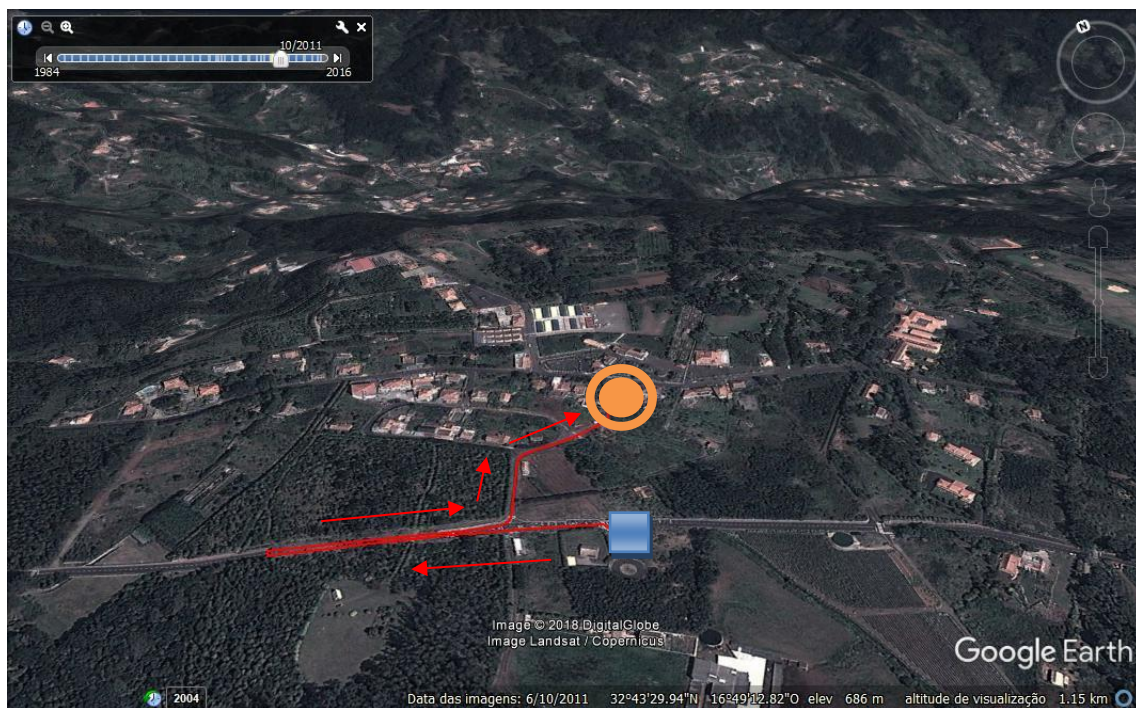 10/2011
1984 2016
N
Image © 2018 DigitalGlobe
Image Landsat / Copernicus
Google Earth
2004 Data das imagens: 6/10/2011 32°43'29.94"N 16°49'12.82"O elev 686 m altitude de visualização 1.15 km